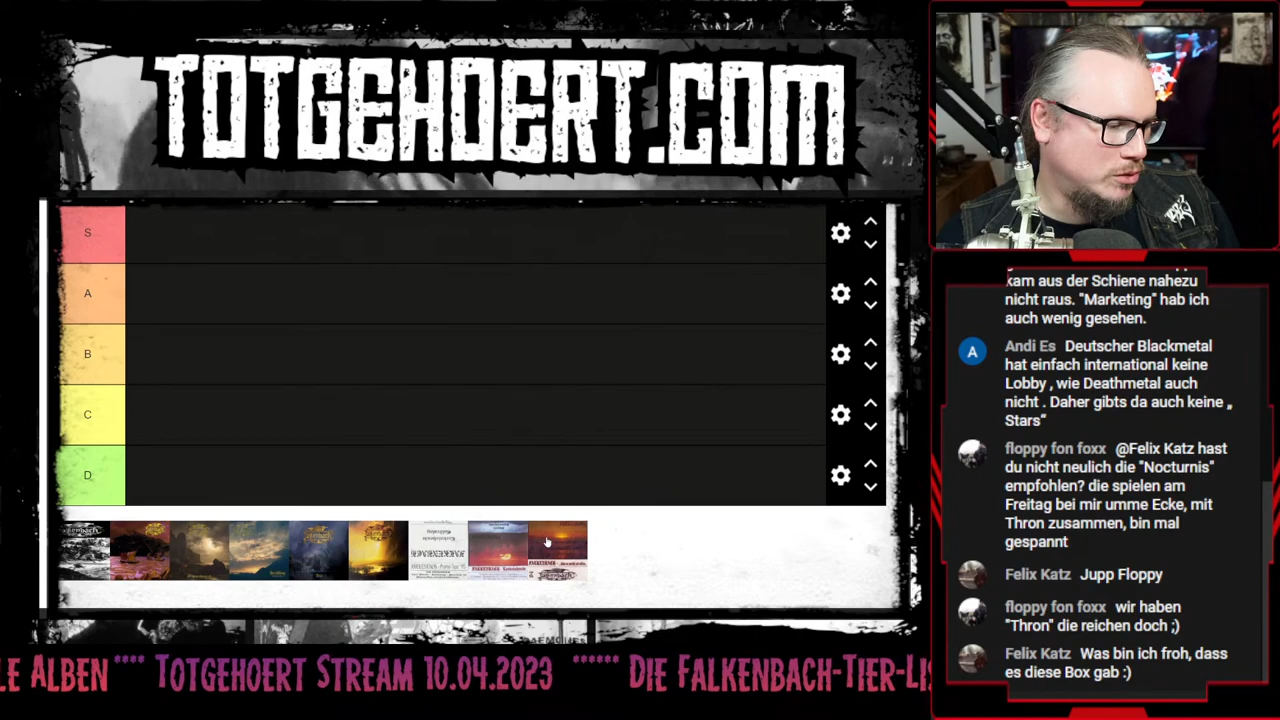 TOTGEHOERT.COM
S
A
B
C
D
kam aus der Schiene nahezu
nicht raus. "Marketing" hab ich
auch wenig gesehen.
A
Andi Es Deutscher Blackmetal
hat einfach international keine
Lobby , wie Deathmetal auch
nicht . Daher gibts da auch keine „
Stars“
floppy fon foxx @Felix Katz hast
du nicht neulich die "Nocturnis"
empfohlen? die spielen am
Freitag bei mir umme Ecke, mit
Thron zusammen, bin mal
gespannt
Felix Katz Jupp Floppy
floppy fon foxx wir haben
"Thron" die reichen doch ;)
Felix Katz Was bin ich froh, dass
es diese Box gab :)
LE ALBEN **** TOTGEHOERT STREAM 10.04.2023 ****** DIE FALKENBACH-TIER-LIS